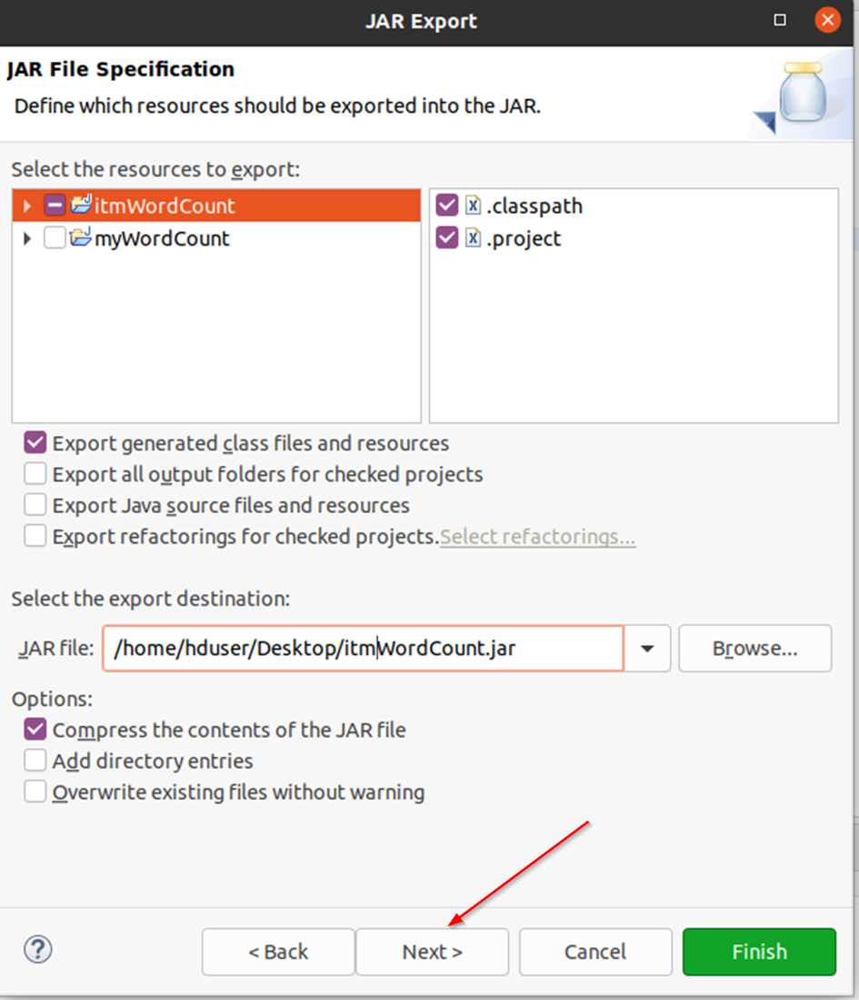 JAR Export
JAR File Specification
Define which resources should be exported into the JAR.
Select the resources to export:
itmWordCount
myWordCount
.classpath
.project
Export generated class files and resources
Export all output folders for checked projects
Export Java source files and resources
Export refactorings for checked projects. Select refactorings...
Select the export destination:
JAR file: /home/hduser/Desktop/itmWordCount.jar Browse...
Options:
Compress the contents of the JAR file
Add directory entries
Overwrite existing files without warning
? < Back Next > Cancel Finish